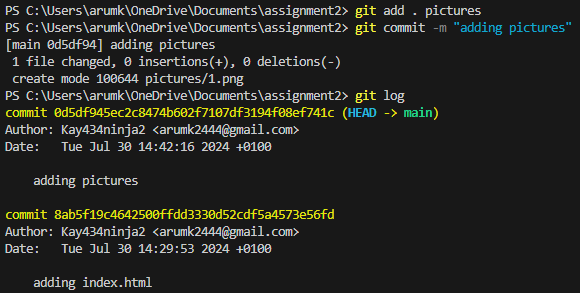 PS C:\Users\arumk\OneDrive\Documents\assignment2> git add . pictures
PS C:\Users\arumk\OneDrive\Documents\assignment2> git commit -m "adding pictures"
[main 0d5df94] adding pictures
 1 file changed, 0 insertions(+), 0 deletions(-)
 create mode 100644 pictures/1.png
PS C:\Users\arumk\OneDrive\Documents\assignment2> git log
commit 0d5df945ec2c8474b602f7107df3194f08ef741c (HEAD -> main)
Author: Kay434ninja2 <arumk2444@gmail.com>
Date:   Tue Jul 30 14:42:16 2024 +0100

    adding pictures

commit 8ab5f19c4642500ffdd3330d52cdf5a4573e56fd
Author: Kay434ninja2 <arumk2444@gmail.com>
Date:   Tue Jul 30 14:29:53 2024 +0100

    adding index.html